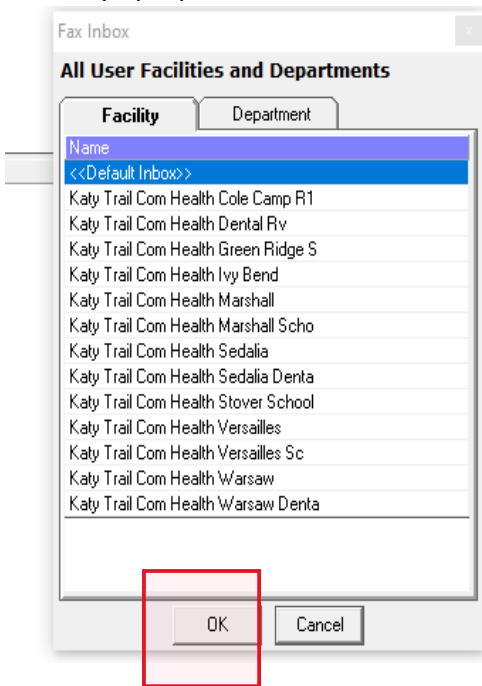 Fax Inbox
x
All User Facilities and Departments
Facility Department
Name
<<Default Inbox>>
Katy Trail Com Health Cole Camp R1
Katy Trail Com Health Dental Rv
Katy Trail Com Health Green Ridge S
Katy Trail Com Health Ivy Bend
Katy Trail Com Health Marshall
Katy Trail Com Health Marshall Scho
Katy Trail Com Health Sedalia
Katy Trail Com Health Sedalia Denta
Katy Trail Com Health Stover School
Katy Trail Com Health Versailles
Katy Trail Com Health Versailles Sc
Katy Trail Com Health Warsaw
Katy Trail Com Health Warsaw Denta
OK Cancel